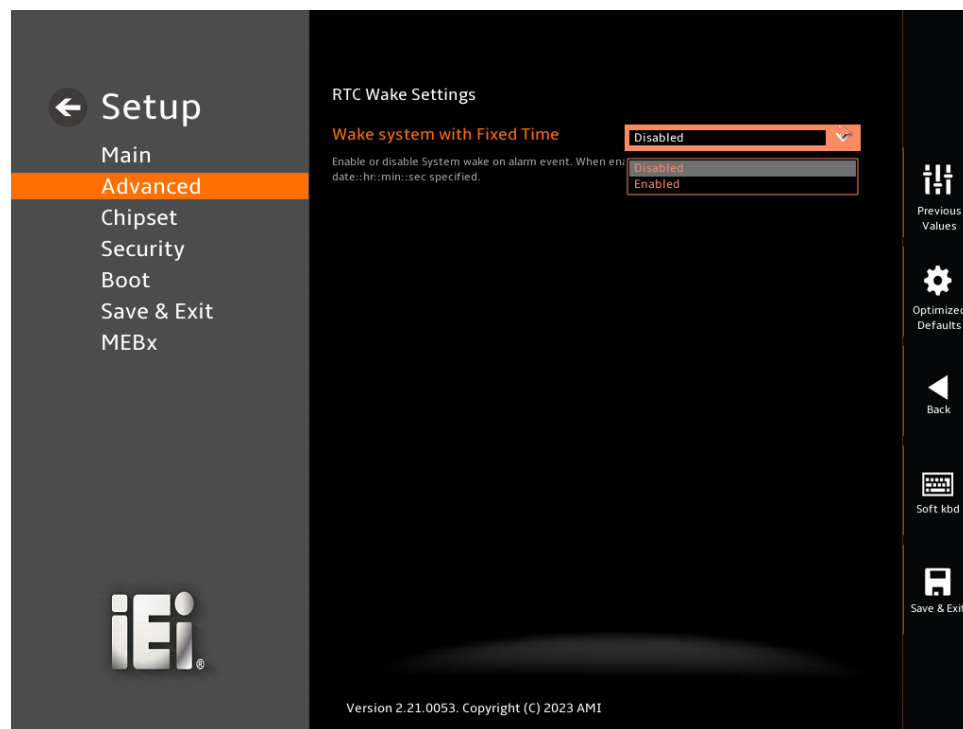 Setup
Main
Advanced
Chipset
Security
Boot
Save & Exit
MEBx
iEi®
RTC Wake Settings
Wake system with Fixed Time
Disabled
Enable or disable System wake on alarm event. When
date::hr::min::sec specified.
Disabled
Enabled
Previous
Values
Optimized
Defaults
Back
Soft kbd
Save & Exit
Version 2.21.0053. Copyright (C) 2023 AMI